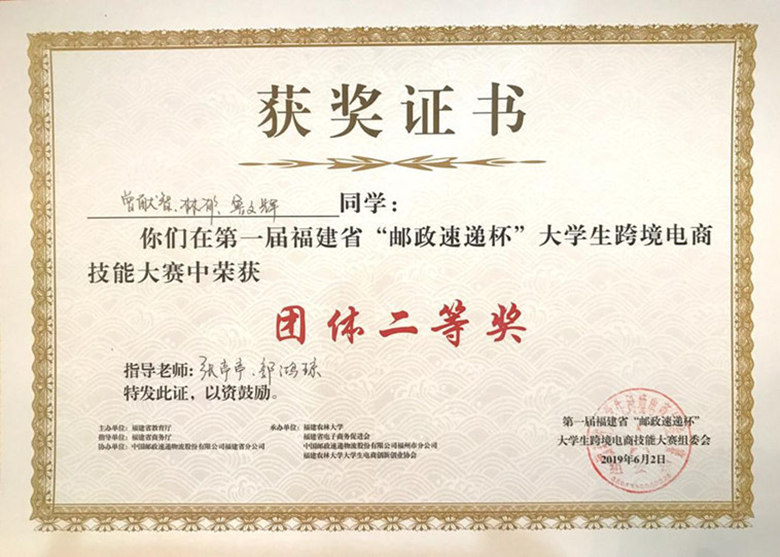 获奖证书
曾献智、林郁、宋文辉 同学：
你们在第一届福建省“邮政速递杯”大学生跨境电商
技能大赛中荣获
团体二等奖
指导老师: 张芹芹、郑鸿琼
特发此证，以资鼓励。
主办单位：福建省教育厅
指导单位：福建省商务厅
协办单位：中国邮政速递物流股份有限公司福建省分公司
承办单位：福建农林大学
福建省电子商务促进会
中国邮政速递物流股份有限公司福州市分公司
福建农林大学大学生电商创新创业协会
第一届福建省“邮政速递杯”
大学生跨境电商技能大赛组委会
2019年6月2日